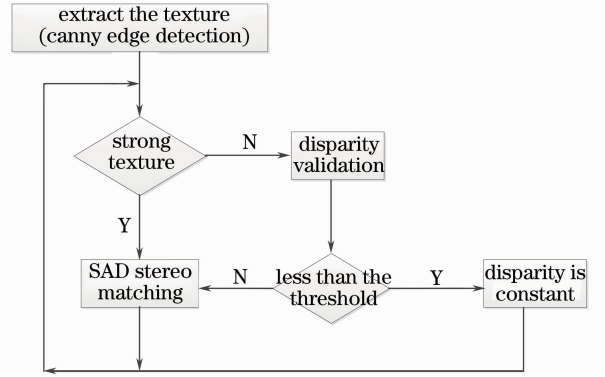 extract the texture
(canny edge detection)
strong
texture
N
disparity
validation
Y
SAD stereo
matching
N
less than the
threshold
Y
disparity is
constant